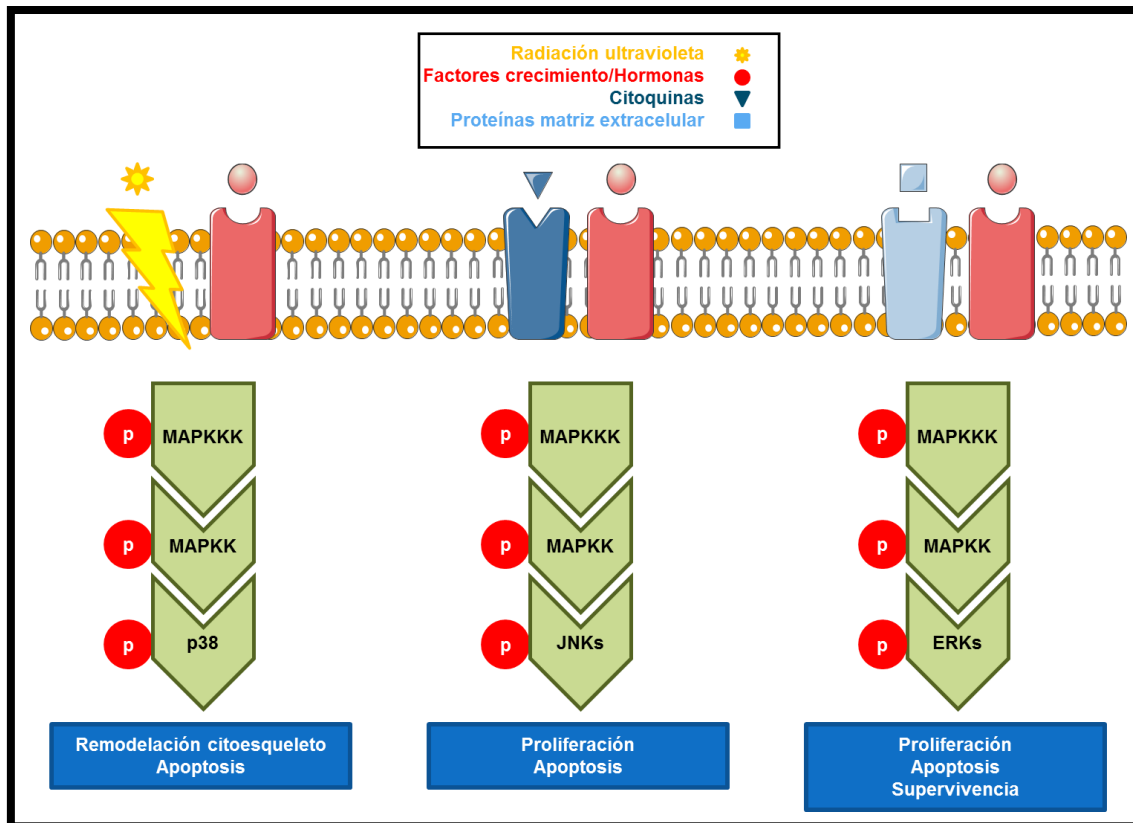 Radiación ultravioleta
Factores crecimiento/Hormonas
Citoquinas
Proteínas matriz extracelular
p
MAPKKK
p
MAPKK
p
p38
Remodelación citoesqueleto
Apoptosis
p
MAPKKK
p
MAPKK
p
JNKs
Proliferación
Apoptosis
p
MAPKKK
p
MAPKK
p
ERKs
Proliferación
Apoptosis
Supervivencia